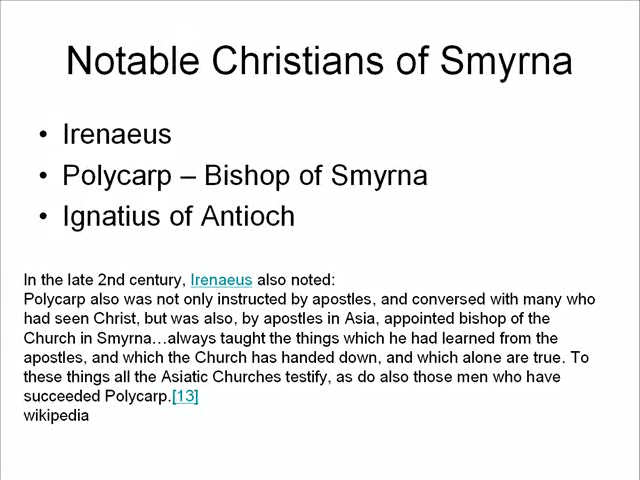 Notable Christians of Smyrna
• Irenaeus
• Polycarp – Bishop of Smyrna
• Ignatius of Antioch
In the late 2nd century, Irenaeus also noted:
Polycarp also was not only instructed by apostles, and conversed with many who
had seen Christ, but was also, by apostles in Asia, appointed bishop of the
Church in Smyrna…always taught the things which he had learned from the
apostles, and which the Church has handed down, and which alone are true. To
these things all the Asiatic Churches testify, as do also those men who have
succeeded Polycarp.[13]
wikipedia